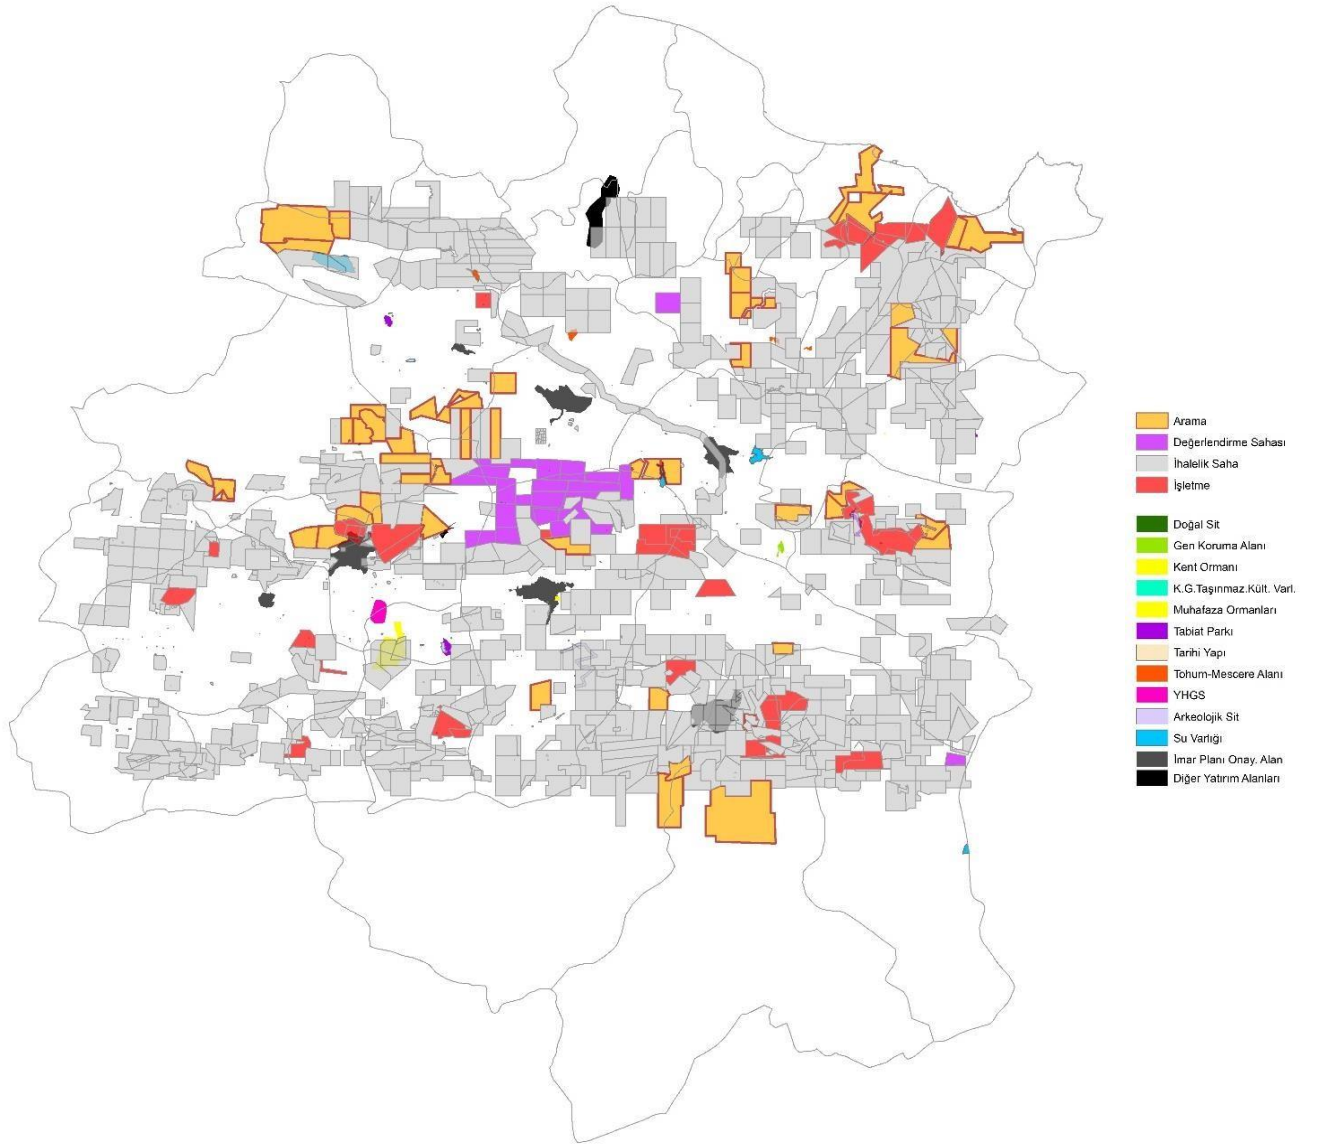 Arama
Değerlendirme Sahası
İhalelik Saha
İşletme
Doğal Sit
Gen Koruma Alanı
Kent Ormanı
K.G.Taşınmaz.Kült. Varl.
Muhafaza Ormanları
Tabiat Parkı
Tarihi Yapı
Tohum-Mescere Alanı
YHGS
Arkeolojik Sit
Su Varlığı
İmar Planı Onay. Alan
Diğer Yatırım Alanları